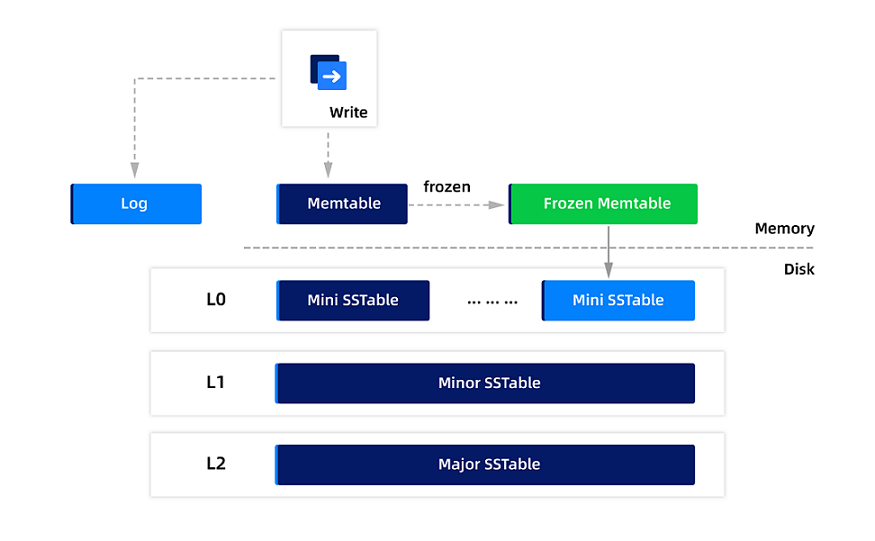 Write
Log
Memtable
frozen
Frozen Memtable
Memory
Disk
L0
Mini SSTable
... ... ...
Mini SSTable
L1
Minor SSTable
L2
Major SSTable